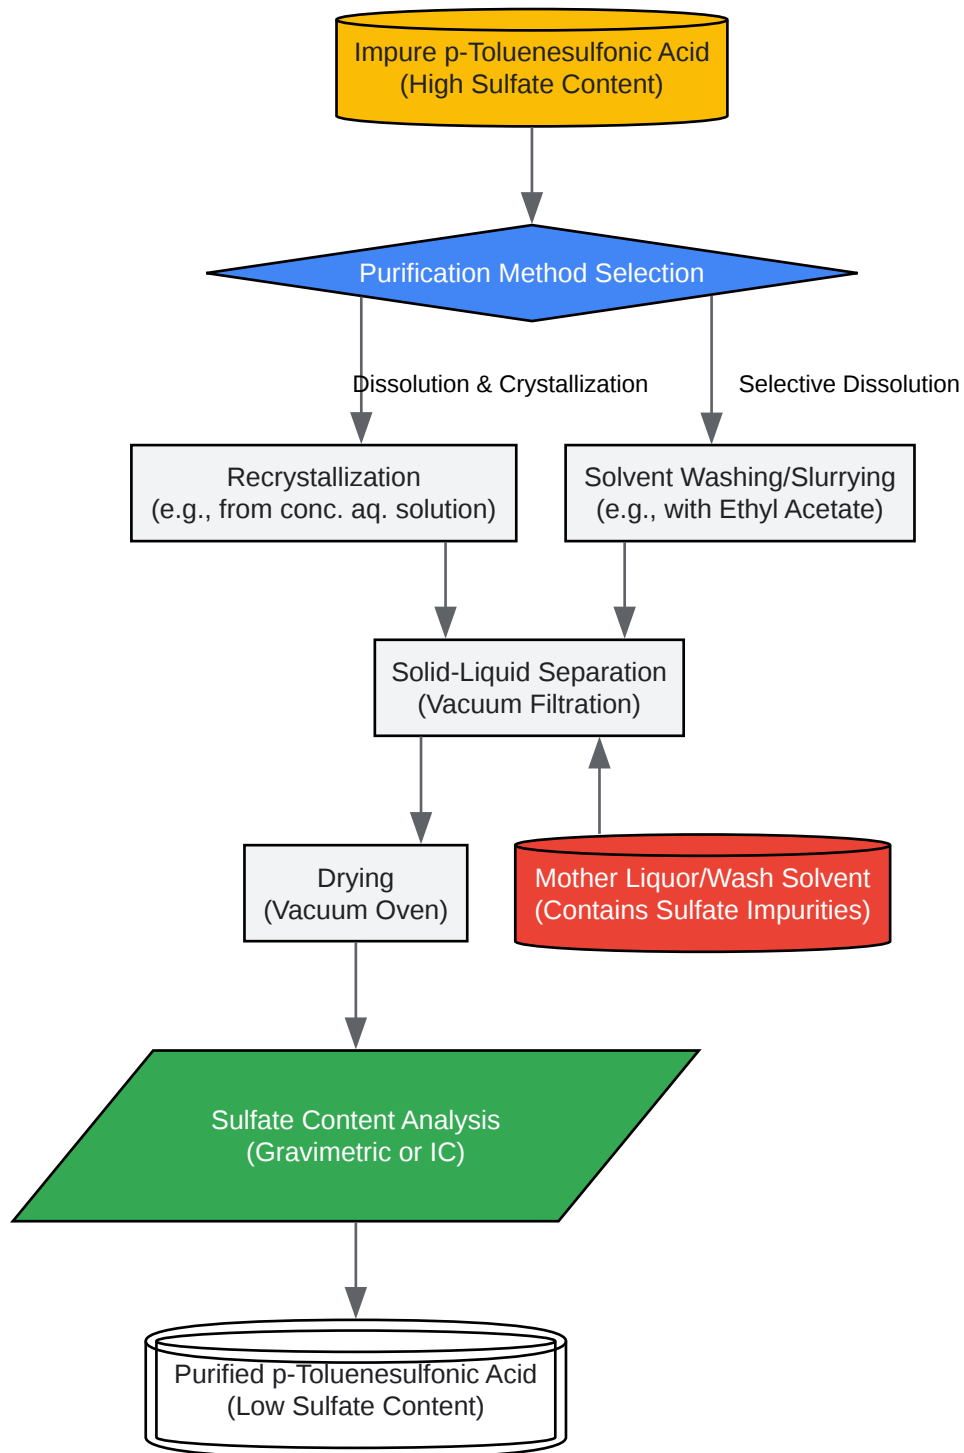 Impure p-Toluenesulfonic Acid
(High Sulfate Content)
Purification Method Selection
Dissolution & Crystallization
Selective Dissolution
Recrystallization
(e.g., from conc. aq. solution)
Solvent Washing/Slurrying
(e.g., with Ethyl Acetate)
Solid-Liquid Separation
(Vacuum Filtration)
Drying
(Vacuum Oven)
Mother Liquor/Wash Solvent
(Contains Sulfate Impurities)
Sulfate Content Analysis
(Gravimetric or IC)
Purified p-Toluenesulfonic Acid
(Low Sulfate Content)